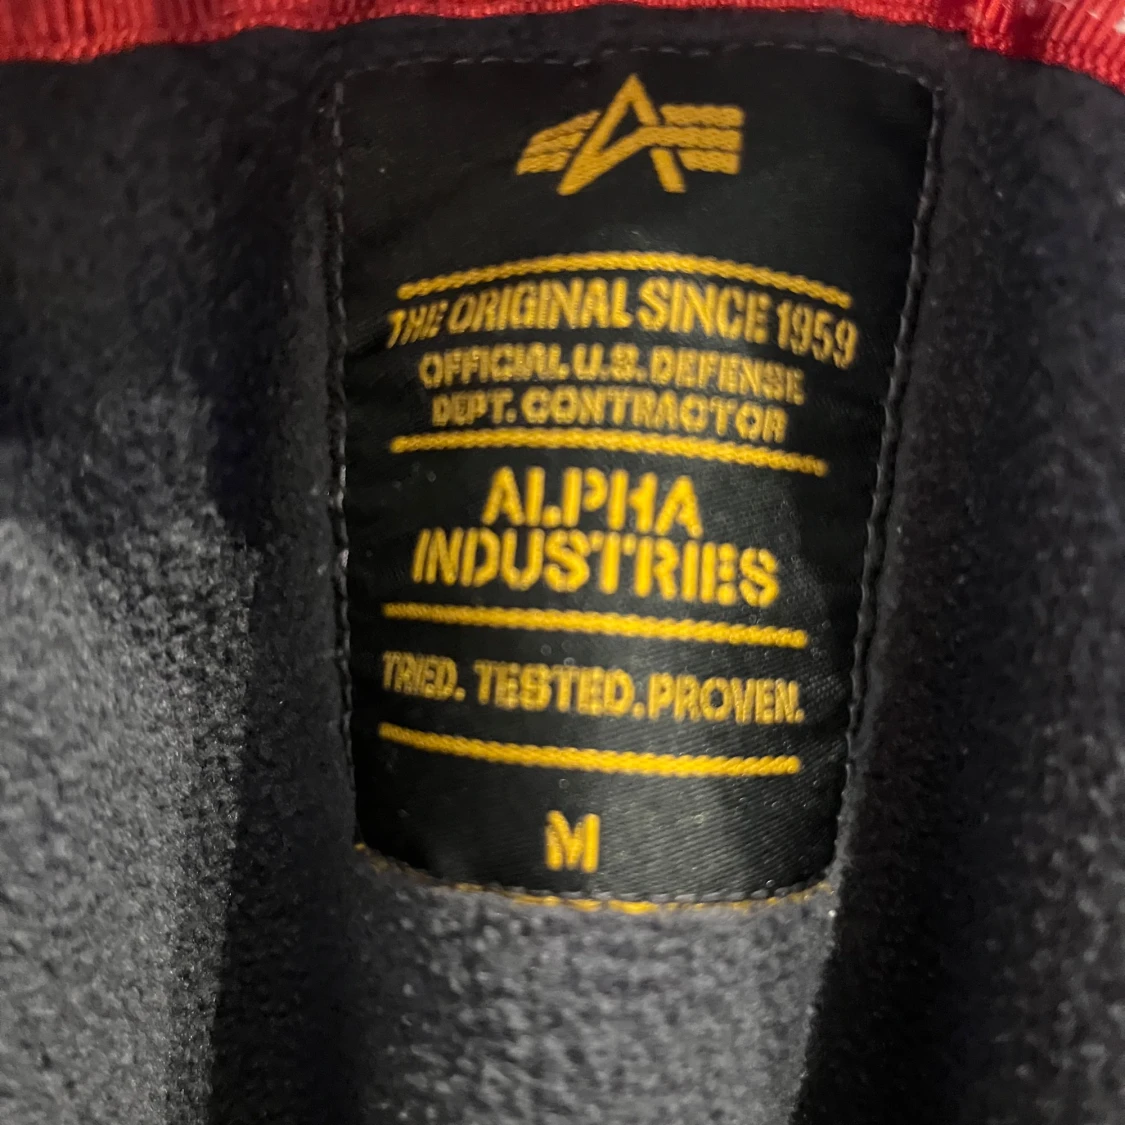 THE ORIGINAL SINCE 1959
OFFICIAL U.S. DEFENSE
DEPT. CONTRACTOR
ALPHA
INDUSTRIES
TRIED. TESTED. PROVEN.
M